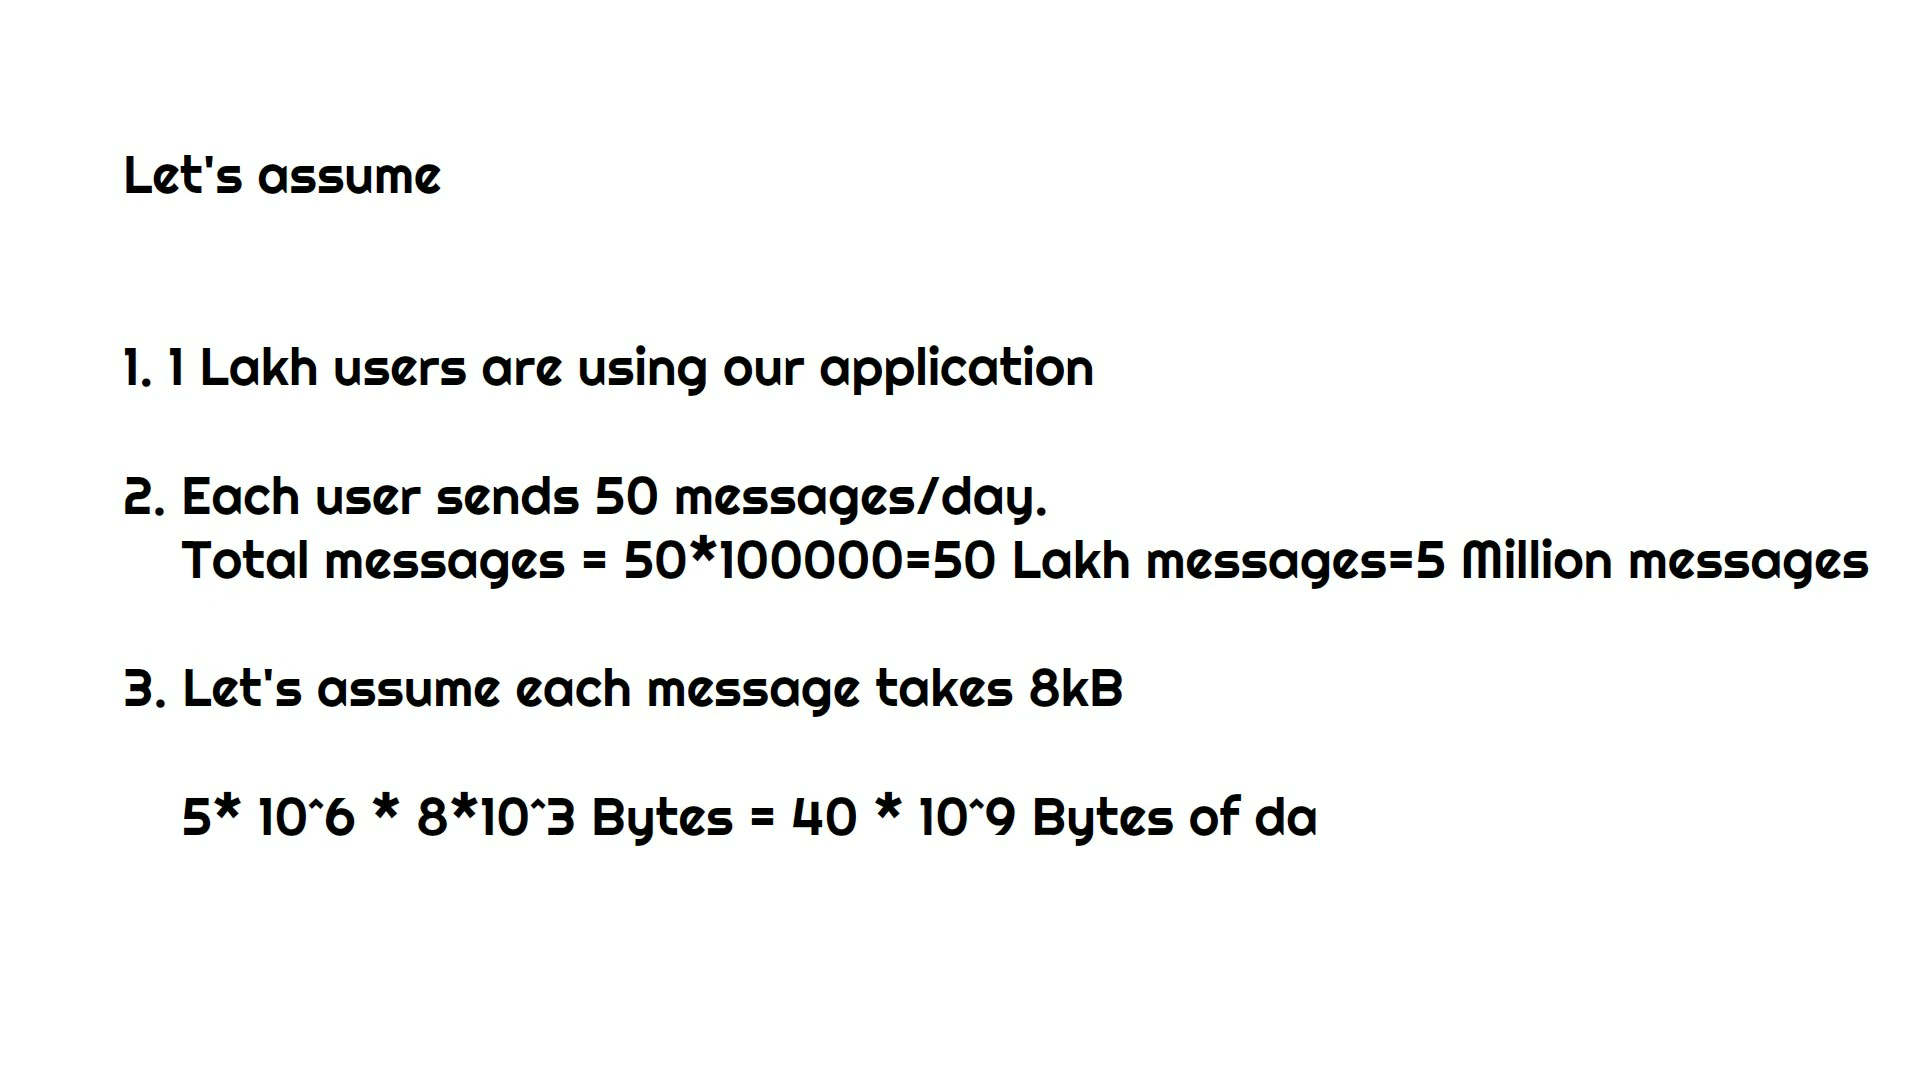 Let's assume
1. 1 Lakh users are using our application
2. Each user sends 50 messages/day.
Total messages = 50*100000=50 Lakh messages=5 Million messages
3. Let's assume each message takes 8kB
5* 10^6 * 8*10^3 Bytes = 40 * 10^9 Bytes of da